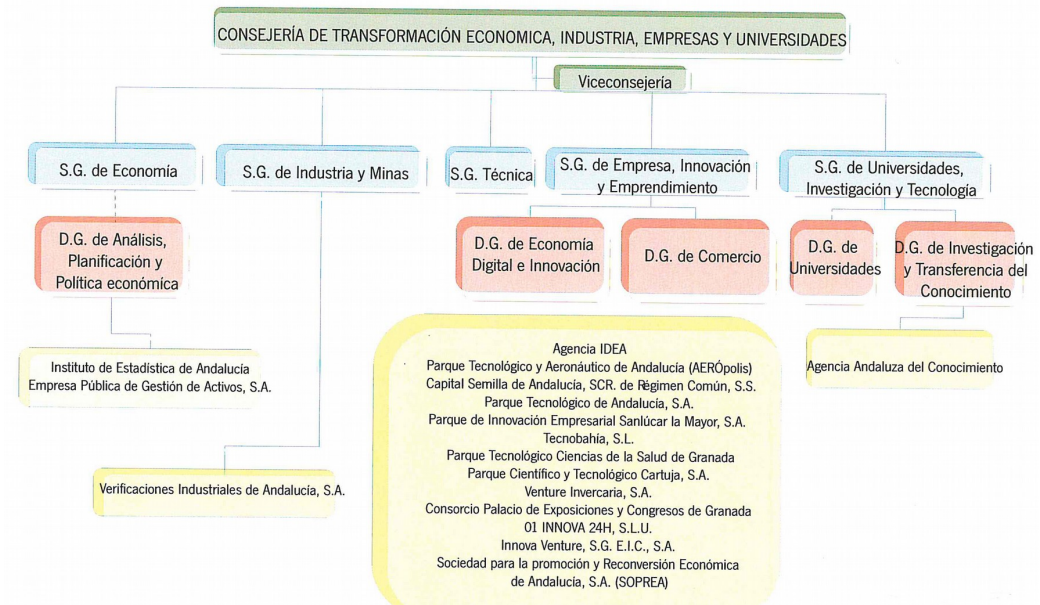 CONSEJERÍA DE TRANSFORMACIÓN ECONOMICA, INDUSTRIA, EMPRESAS Y UNIVERSIDADES
Viceconsejería
S.G. de Economía
S.G. de Industria y Minas
S.G. Técnica
S.G. de Empresa, Innovación
y Emprendimiento
S.G. de Universidades,
Investigación y Tecnología
D.G. de Análisis,
Planificación y
Política económica
D.G. de Economía
Digital e Innovación
D.G. de Comercio
D.G. de
Universidades
D.G. de Investigación
y Transferencia del
Conocimiento
Instituto de Estadística de Andalucía
Empresa Pública de Gestión de Activos, S.A.
Verificaciones Industriales de Andalucía, S.A.
Agencia IDEA
Parque Tecnológico y Aeronáutico de Andalucía (AERÓpolis)
Capital Semilla de Andalucía, SCR. de Régimen Común, S.S.
Parque Tecnológico de Andalucía, S.A.
Parque de Innovación Empresarial Sanlúcar la Mayor, S.A.
Tecnobahía, S.L.
Parque Tecnológico Ciencias de la Salud de Granada
Parque Científico y Tecnológico Cartuja, S.A.
Venture Invercaria, S.A.
Consorcio Palacio de Exposiciones y Congresos de Granada
01 INNOVA 24H, S.L.U.
Innova Venture, S.G. E.I.C., S.A.
Sociedad para la promoción y Reconversión Económica
de Andalucía, S.A. (SOPREA)
Agencia Andaluza del Conocimiento